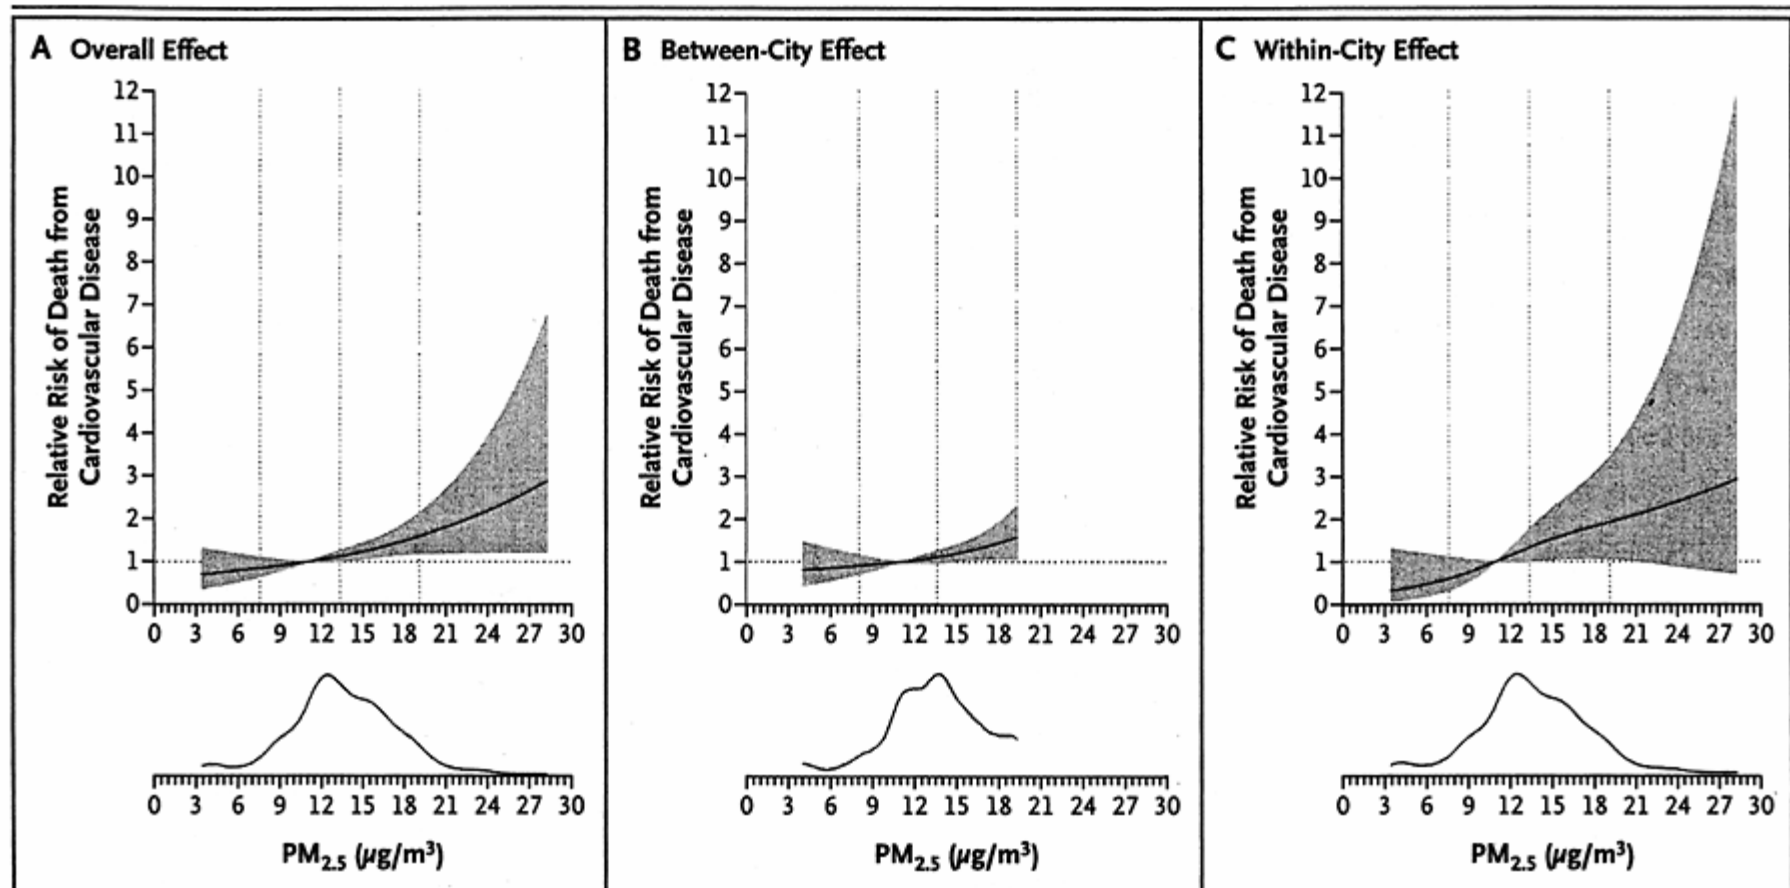 A Overall Effect
Relative Risk of Death from
Cardiovascular Disease
12
11
10
9
8
7
6
5
4
3
2
1
0
0 3 6 9 12 15 18 21 24 27 30
0 3 6 9 12 15 18 21 24 27 30
PM2.5 (µg/m³)
B Between-City Effect
Relative Risk of Death from
Cardiovascular Disease
12
11
10
9
8
7
6
5
4
3
2
1
0
0 3 6 9 12 15 18 21 24 27 30
0 3 6 9 12 15 18 21 24 27 30
PM2.5 (µg/m³)
C Within-City Effect
Relative Risk of Death from
Cardiovascular Disease
12
11
10
9
8
7
6
5
4
3
2
1
0
0 3 6 9 12 15 18 21 24 27 30
0 3 6 9 12 15 18 21 24 27 30
PM2.5 (µg/m³)